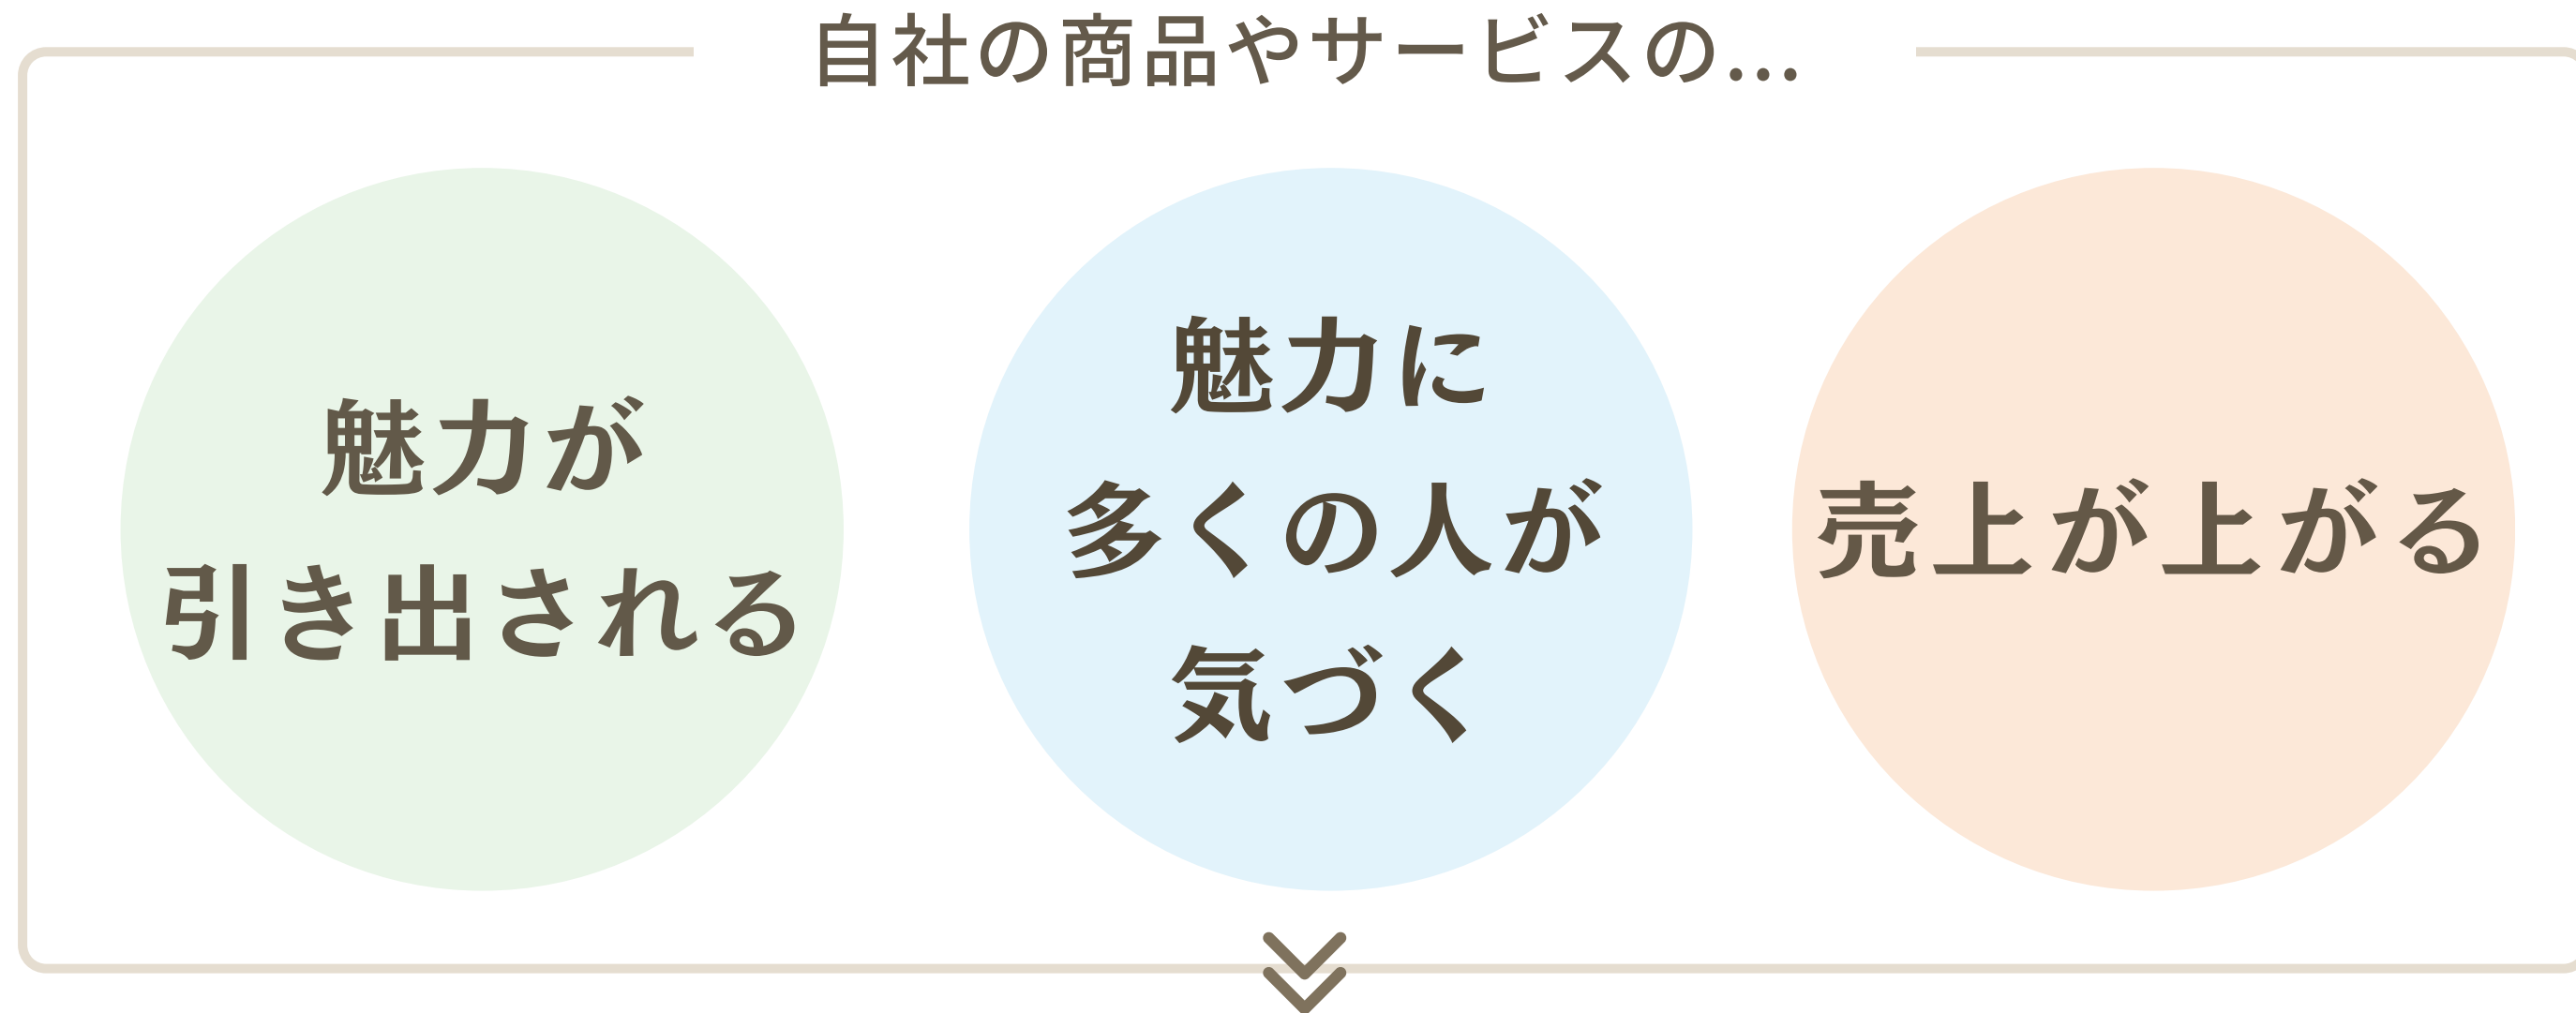 自社の商品やサービスの...
魅力が
引き出される
魅力に
多くの人が
気づく
売上が上がる